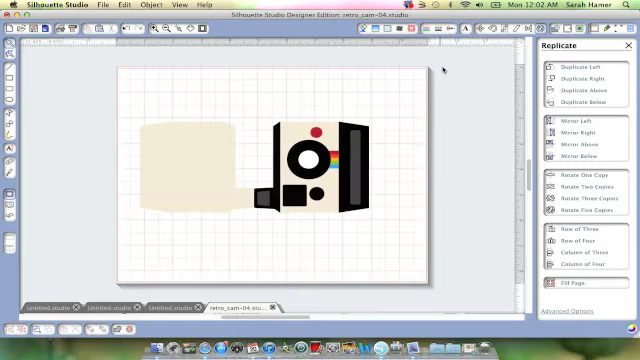 Silhouette Studio File Edit Object View Help Mon 12:02 AM Sarah Hamer
Silhouette Studio Designer Edition: retro_cam-04.studio
Replicate
Duplicate Left
Duplicate Right
Duplicate Above
Duplicate Below
Mirror Left
Mirror Right
Mirror Above
Mirror Below
Rotate One Copy
Rotate Two Copies
Rotate Three Copies
Rotate Five Copies
Row of Three
Row of Four
Column of Three
Column of Four
Fill Page
Advanced Options
Untitled.studio Untitled.studio Untitled.studio retro_cam-04.stu...